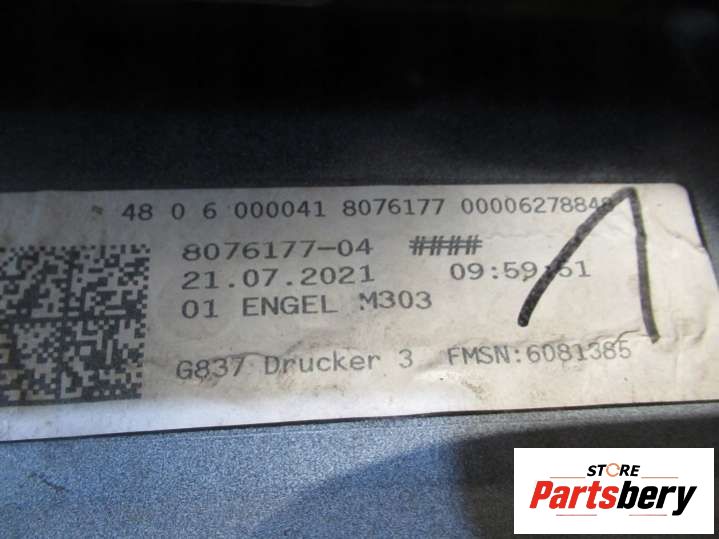 48 0 6 000041 8076177 00006278848
8076177-04 ####
21.07.2021 09:59:51
01 ENGEL M303
G837 Drucker 3 FMSN:6081385
1
STORE
Partsbery